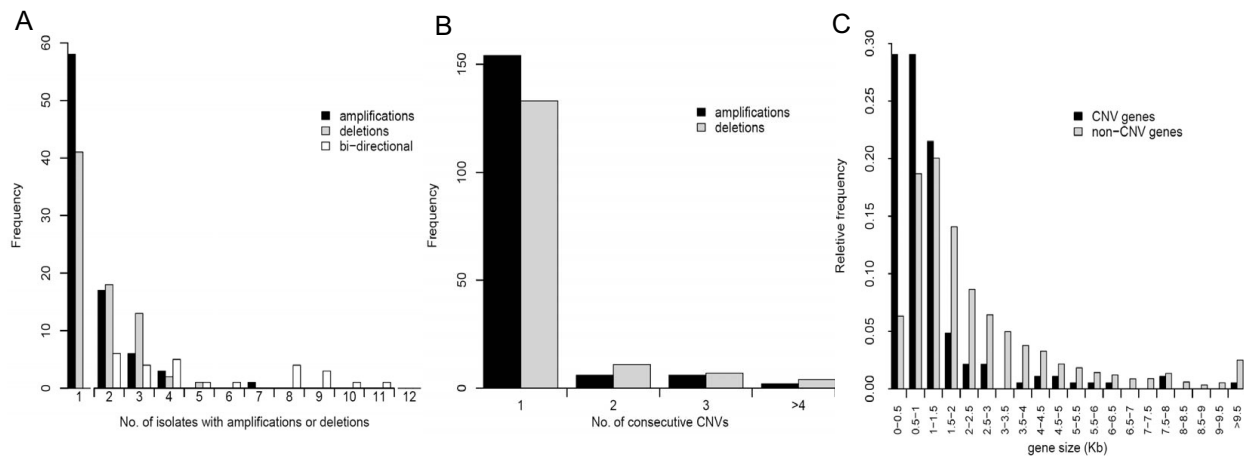 A
60
50
40
30
20
10
0
Frequency
amplifications
deletions
bi-directional
1 2 3 4 5 6 7 8 9 10 11 12
No. of isolates with amplifications or deletions
B
150
100
50
0
Frequency
amplifications
deletions
1 2 3 >4
No. of consecutive CNVs
C
0.30
0.25
0.20
0.15
0.10
0.05
0.00
Reletive frequency
CNV genes
non-CNV genes
0-0.5
0.5-1
1-1.5
1.5-2
2-2.5
2.5-3
3-3.5
3.5-4
4-4.5
4.5-5
5-5.5
5.5-6
6-6.5
6.5-7
7-7.5
7.5-8
8-8.5
8.5-9
9-9.5
>9.5
gene size (Kb)